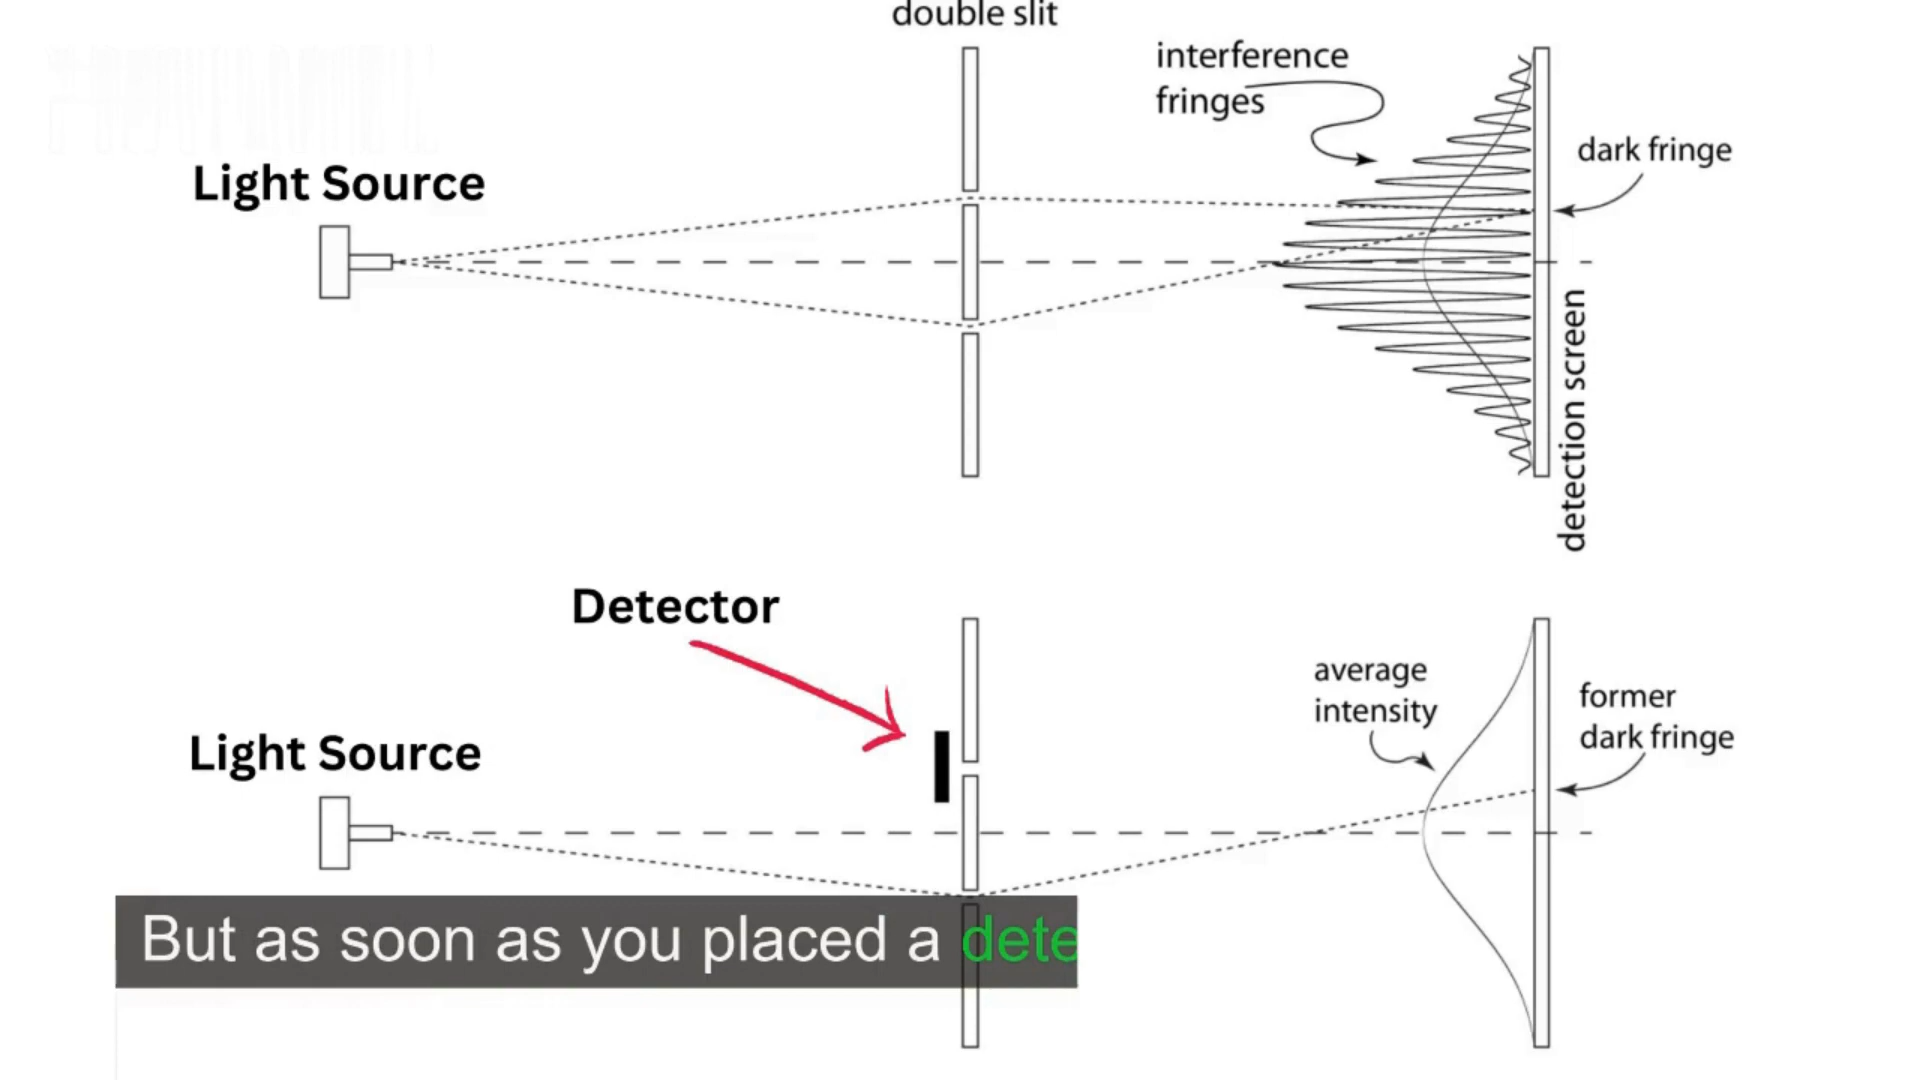 double slit
interference
fringes
dark fringe
Light Source
detection screen
Detector
average
intensity
former
dark fringe
Light Source
But as soon as you placed a dete